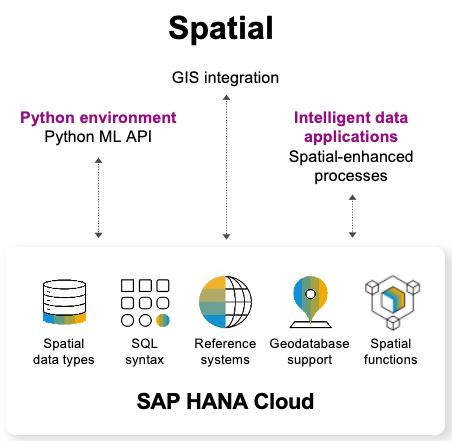 Spatial
GIS integration
Python environment
Python ML API
Intelligent data
applications
Spatial-enhanced
processes
Spatial
data types
SQL
syntax
Reference
systems
Geodatabase
support
Spatial
functions
SAP HANA Cloud